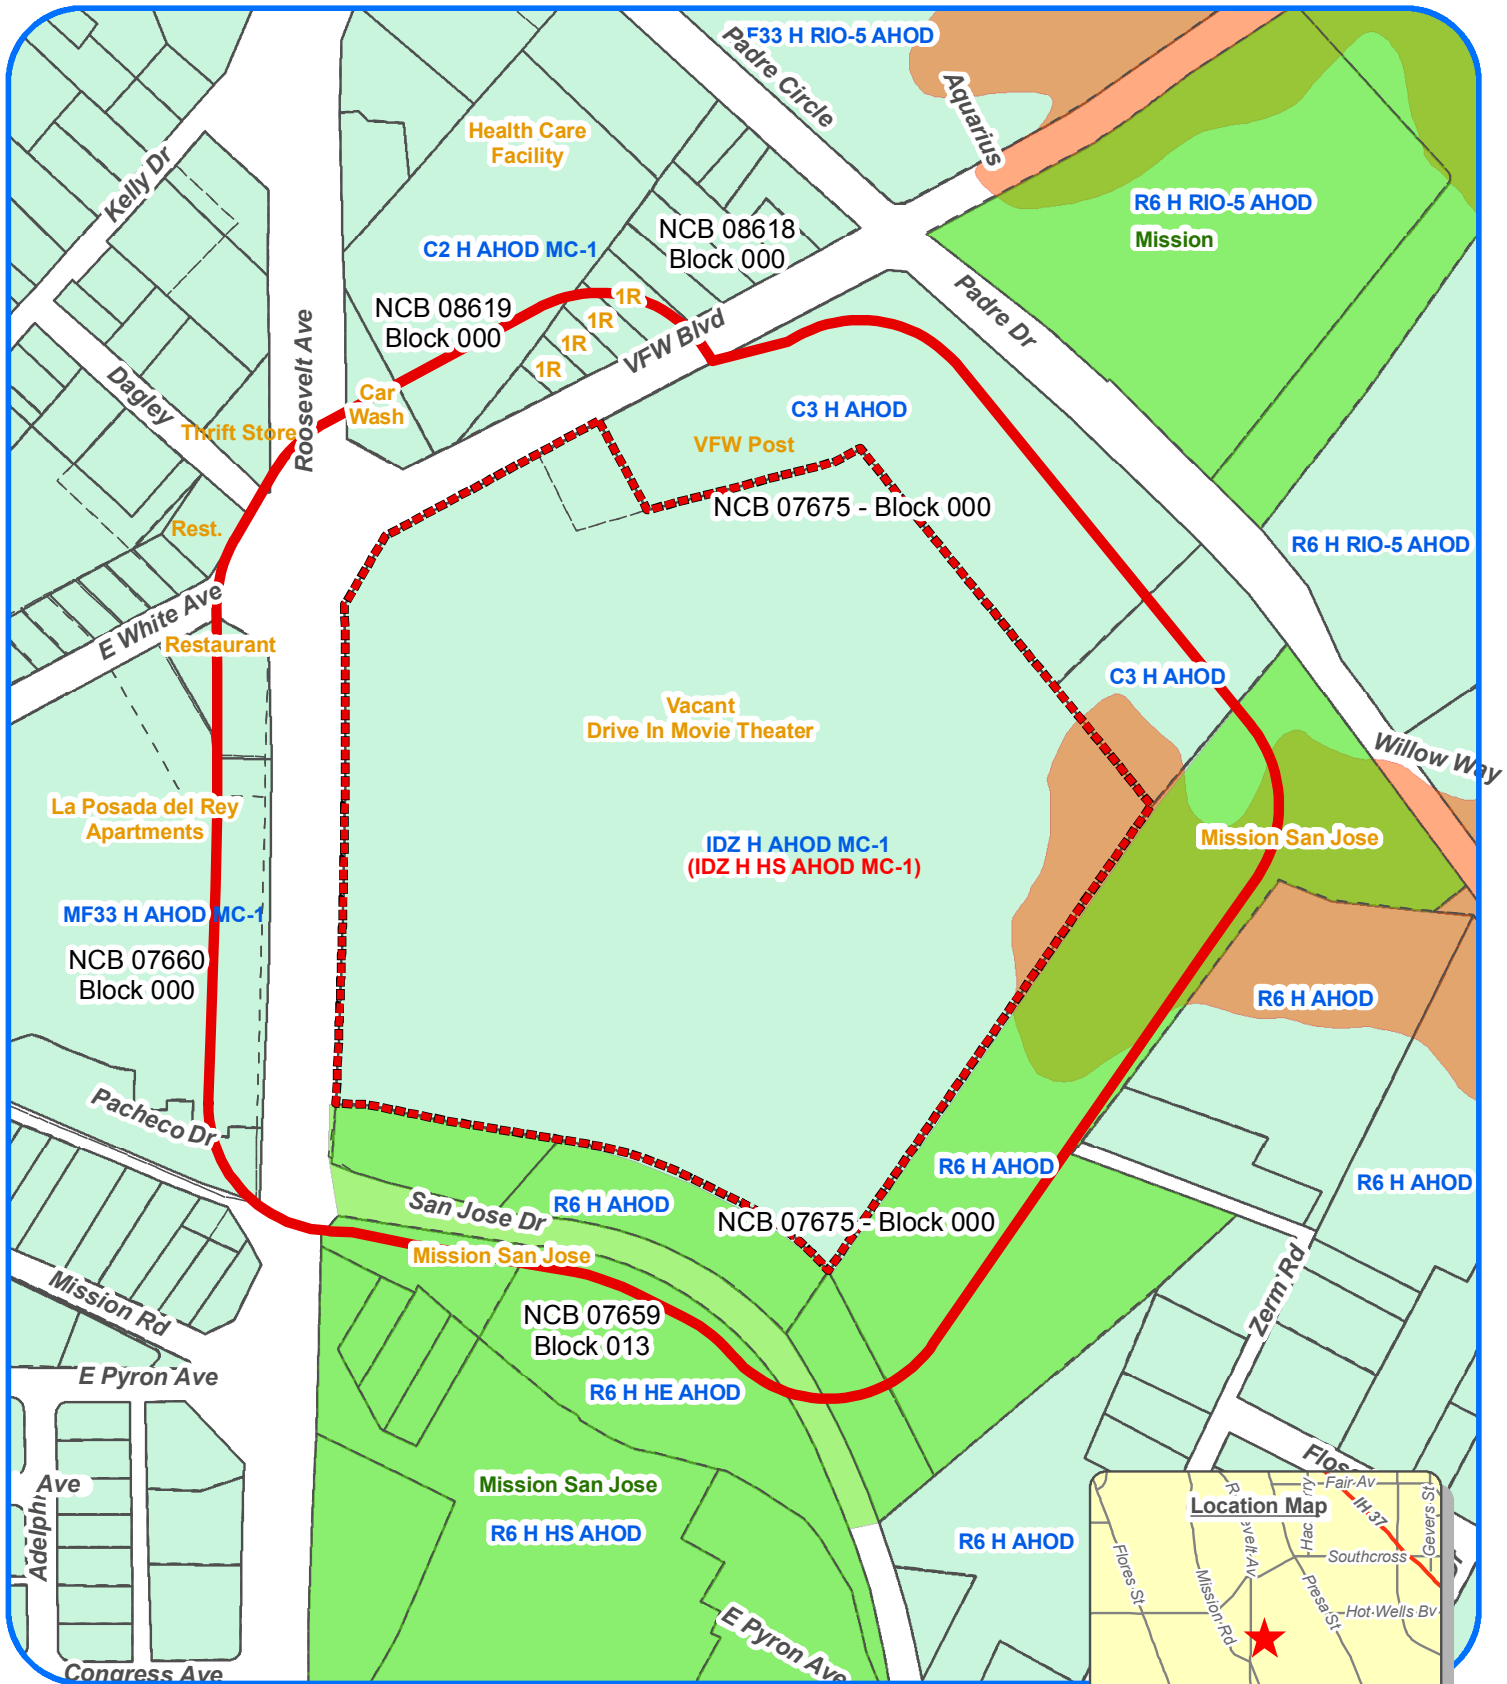 F33 H RIO-5 AHOD
Padre Circle
Aquarius
Health Care
Facility
Kelly Dr
R6 H RIO-5 AHOD
Mission
NCB 08618
Block 000
C2 H AHOD MC-1
NCB 08619
Block 000
1R
1R
1R
1R
VFW Blvd
Padre Dr
Roosevelt Ave
Dagley
Car
Wash
Thrift Store
C3 H AHOD
VFW Post
NCB 07675 - Block 000
Rest.
R6 H RIO-5 AHOD
E White Ave
Restaurant
C3 H AHOD
Vacant
Drive In Movie Theater
Willow Way
La Posada del Rey
Apartments
IDZ H AHOD MC-1
(IDZ H HS AHOD MC-1)
Mission San Jose
MF33 H AHOD MC-1
NCB 07660
Block 000
R6 H AHOD
Pacheco Dr
R6 H AHOD
R6 H AHOD
San Jose Dr
R6 H AHOD
NCB 07675 - Block 000
Mission San Jose
Mission Rd
NCB 07659
Block 013
Zerm Rd
E Pyron Ave
R6 H HE AHOD
Mission San Jose
R6 H HS AHOD
R6 H AHOD
Ave
Adelphi
E Pyron Ave
Congress Ave
Location Map
Fair Av
IH 37
Gevers St
Southcross
Flores St
Mission Rd
Presa St
Hot Wells Bv